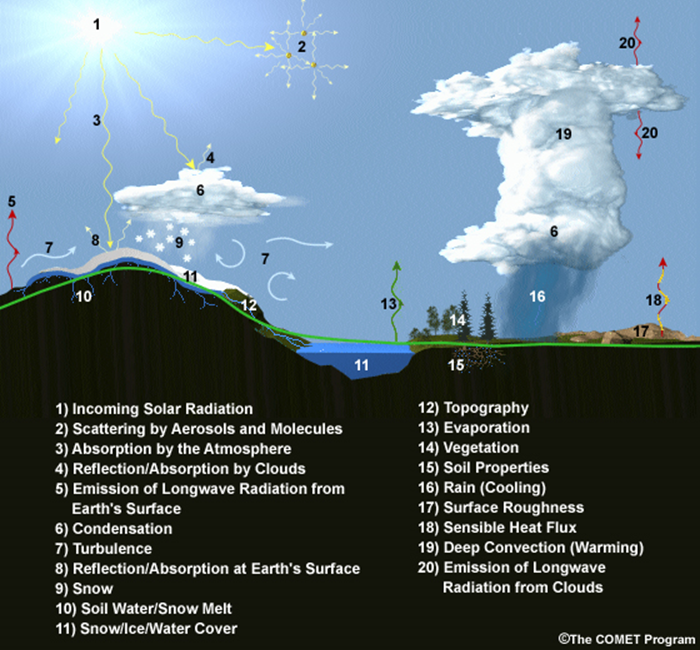 1
2
20
3
19
20
4
6
5
8
9
7
6
7
11
10
12
13
16
14
18
17
11
15
1) Incoming Solar Radiation
2) Scattering by Aerosols and Molecules
3) Absorption by the Atmosphere
4) Reflection/Absorption by Clouds
5) Emission of Longwave Radiation from
Earth's Surface
6) Condensation
7) Turbulence
8) Reflection/Absorption at Earth's Surface
9) Snow
10) Soil Water/Snow Melt
11) Snow/Ice/Water Cover
12) Topography
13) Evaporation
14) Vegetation
15) Soil Properties
16) Rain (Cooling)
17) Surface Roughness
18) Sensible Heat Flux
19) Deep Convection (Warming)
20) Emission of Longwave
Radiation from Clouds
©The COMET Program